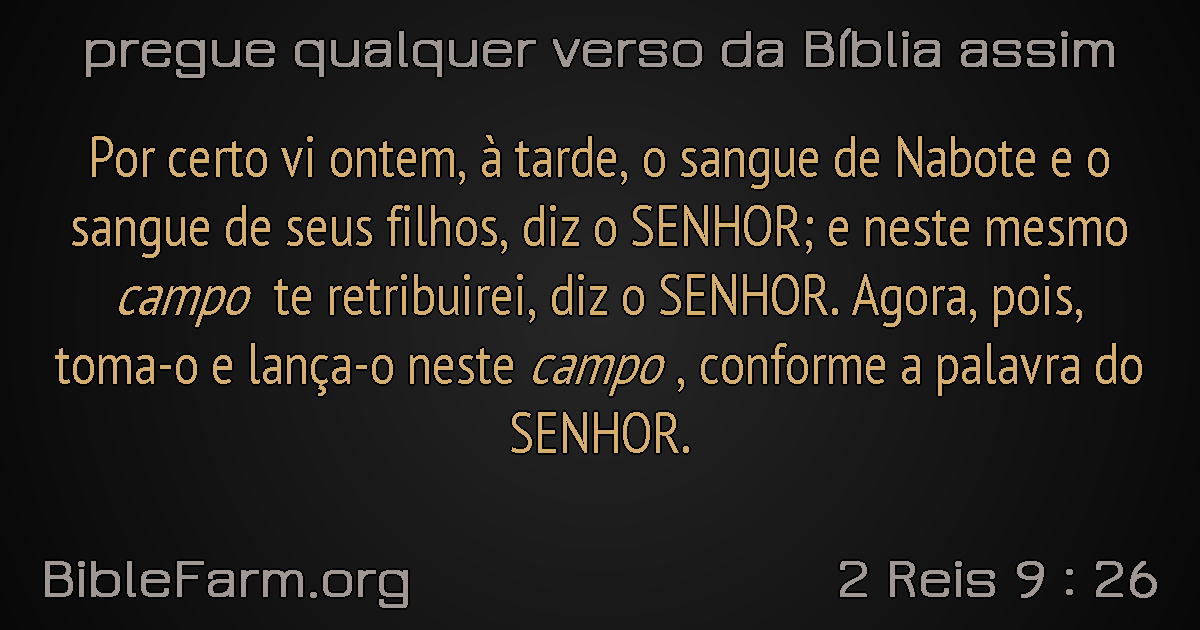 pregue qualquer verso da Bíblia assim
Por certo vi ontem, à tarde, o sangue de Nabote e o
sangue de seus filhos, diz o SENHOR; e neste mesmo
campo te retribuirei, diz o SENHOR. Agora, pois,
toma-o e lança-o neste campo , conforme a palavra do
SENHOR.
BibleFarm.org
2 Reis 9 : 26